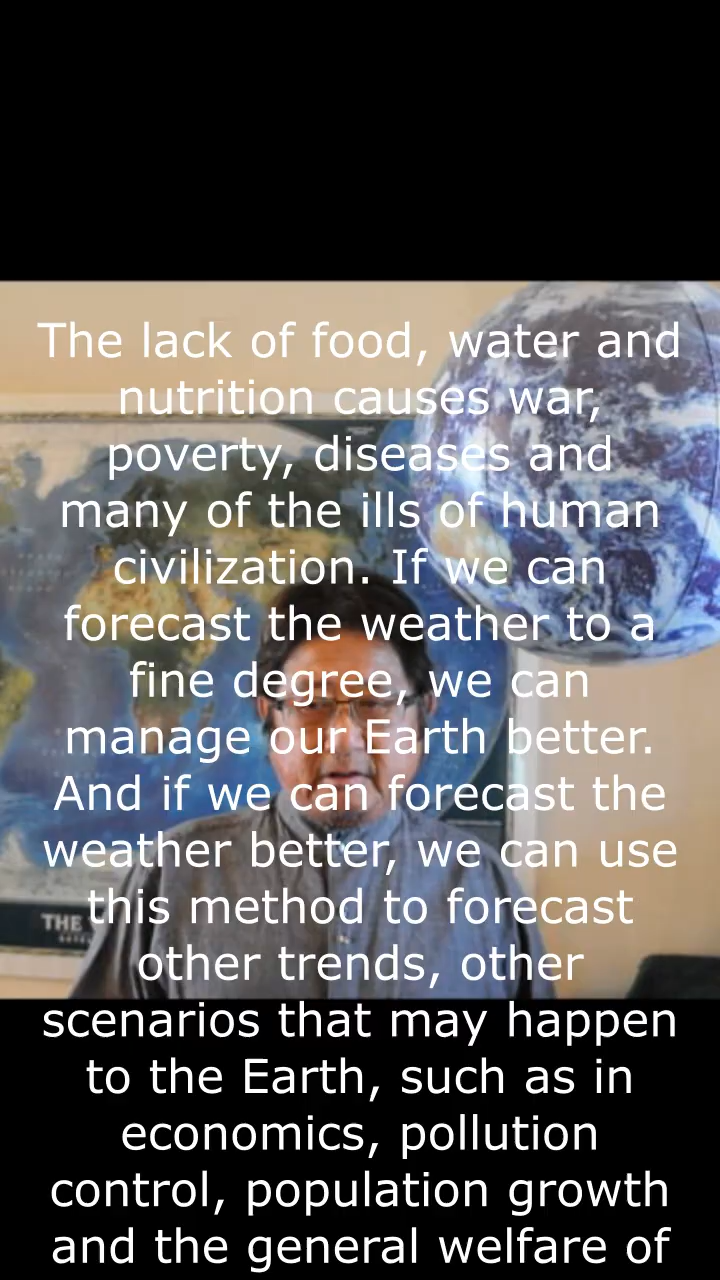 The lack of food, water and
nutrition causes war,
poverty, diseases and
many of the ills of human
civilization. If we can
forecast the weather to a
fine degree, we can
manage our Earth better.
And if we can forecast the
weather better, we can use
this method to forecast
other trends, other
scenarios that may happen
to the Earth, such as in
economics, pollution
control, population growth
and the general welfare of
THE